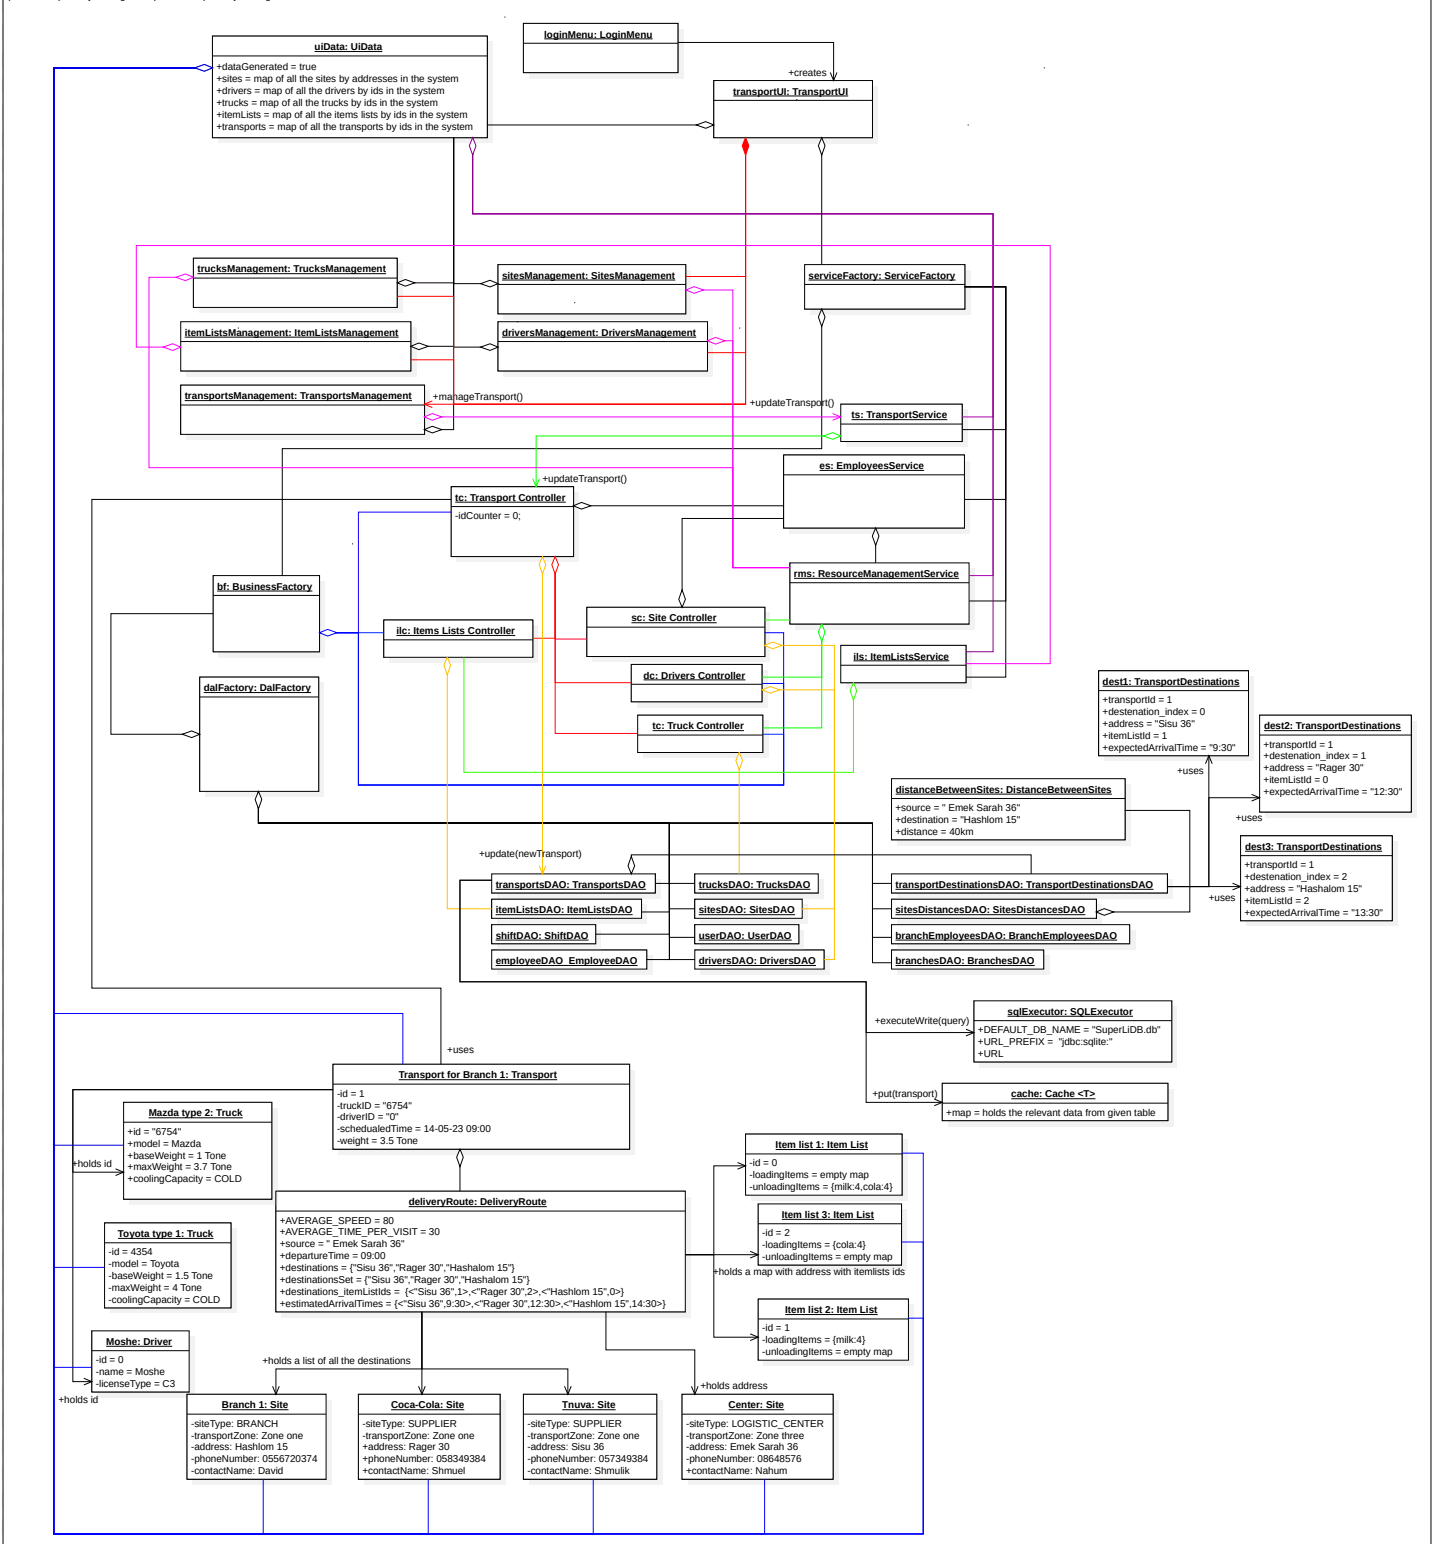 loginMenu: LoginMenu
uiData: UiData
+dataGenerated = true
+sites = map of all the sites by addresses in the system
+drivers = map of all the drivers by ids in the system
+trucks = map of all the trucks by ids in the system
+itemLists = map of all the items lists by ids in the system
+transports = map of all the transports by ids in the system
+creates
transportUI: TransportUI
trucksManagement: TrucksManagement
sitesManagement: SitesManagement
serviceFactory: ServiceFactory
itemListsManagement: ItemListsManagement
driversManagement: DriversManagement
transportsManagement: TransportsManagement
+manageTransport()
+updateTransport()
ts: TransportService
es: EmployeesService
+updateTransport()
tc: Transport Controller
-idCounter = 0;
bf: BusinessFactory
rms: ResourceManagementService
sc: Site Controller
ilc: Items Lists Controller
ils: ItemListsService
dc: Drivers Controller
dalFactory: DalFactory
tc: Truck Controller
dest1: TransportDestinations
+transportId = 1
+destenation_index = 0
+address = "Sisu 36"
+itemListId = 1
+expectedArrivalTime = "9:30"
dest2: TransportDestinations
+transportId = 1
+destenation_index = 1
+address = "Rager 30"
+itemListId = 0
+expectedArrivalTime = "12:30"
+uses
+uses
distanceBetweenSites: DistanceBetweenSites
+source = " Emek Sarah 36"
+destination = "Hashlom 15"
+distance = 40km
dest3: TransportDestinations
+transportId = 1
+destenation_index = 2
+address = "Hashalom 15"
+itemListId = 2
+expectedArrivalTime = "13:30"
+uses
+update(newTransport)
transportsDAO: TransportsDAO
trucksDAO: TrucksDAO
transportDestinationsDAO: TransportDestinationsDAO
itemListsDAO: ItemListsDAO
sitesDAO: SitesDAO
sitesDistancesDAO: SitesDistancesDAO
shiftDAO: ShiftDAO
userDAO: UserDAO
branchEmployeesDAO: BranchEmployeesDAO
employeeDAO_EmployeeDAO
driversDAO: DriversDAO
branchesDAO: BranchesDAO
+executeWrite(query)
sqlExecutor: SQLExecutor
+DEFAULT_DB_NAME = "SuperLiDB.db"
+URL_PREFIX =  "jdbc:sqlite:"
+URL
+uses
+put(transport)
cache: Cache <T>
+map = holds the relevant data from given table
Transport for Branch 1: Transport
-id = 1
-truckID = "6754"
-driverID = "0"
-schedualedTime = 14-05-23 09:00
-weight = 3.5 Tone
Mazda type 2: Truck
+id = "6754"
+model = Mazda
+baseWeight = 1 Tone
+maxWeight = 3.7 Tone
+coolingCapacity = COLD
+holds id
Item list 1: Item List
-id = 0
-loadingItems = empty map
-unloadingItems = {milk:4,cola:4}
deliveryRoute: DeliveryRoute
+AVERAGE_SPEED = 80
+AVERAGE_TIME_PER_VISIT = 30
+source = " Emek Sarah 36"
+departureTime = 09:00
+destinations = {"Sisu 36","Rager 30","Hashalom 15"}
+destinationsSet = {"Sisu 36","Rager 30","Hashalom 15"}
+destinations_itemListIds =  {<"Sisu 36",1>,<"Rager 30",2>,<"Hashlom 15",0>}
+estimatedArrivalTimes = {<"Sisu 36",9:30>,<"Rager 30",12:30>,<"Hashlom 15",14:30>}
Item list 3: Item List
-id = 2
-loadingItems = {cola:4}
-unloadingItems = empty map
+holds a map with address with itemlists ids
Toyota type 1: Truck
-id = 4354
-model = Toyota
-baseWeight = 1.5 Tone
-maxWeight = 4 Tone
-coolingCapacity = COLD
Item list 2: Item List
-id = 1
-loadingItems = {milk:4}
-unloadingItems = empty map
Moshe: Driver
-id = 0
-name = Moshe
-licenseType = C3
+holds id
+holds a list of all the destinations
+holds address
Branch 1: Site
-siteType: BRANCH
-transportZone: Zone one
-address: Hashlom 15
-phoneNumber: 0556720374
-contactName: David
Coca-Cola: Site
-siteType: SUPPLIER
-transportZone: Zone one
+address: Rager 30
-phoneNumber: 058349384
+contactName: Shmuel
Tnuva: Site
-siteType: SUPPLIER
-transportZone: Zone one
-address: Sisu 36
-phoneNumber: 057349384
-contactName: Shmulik
Center: Site
-siteType: LOGISTIC_CENTER
-transportZone: Zone three
-address: Emek Sarah 36
-phoneNumber: 08648576
+contactName: Nahum